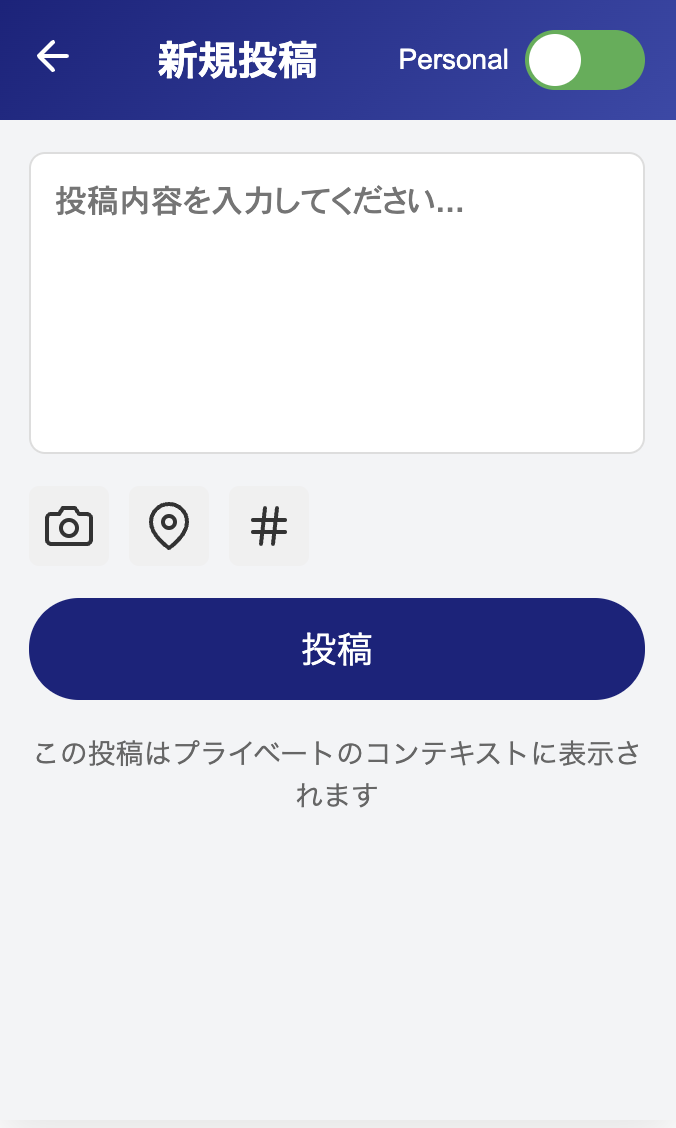 新規投稿
Personal
投稿内容を入力してください...
投稿
この投稿はプライベートのコンテキストに表示さ
れます